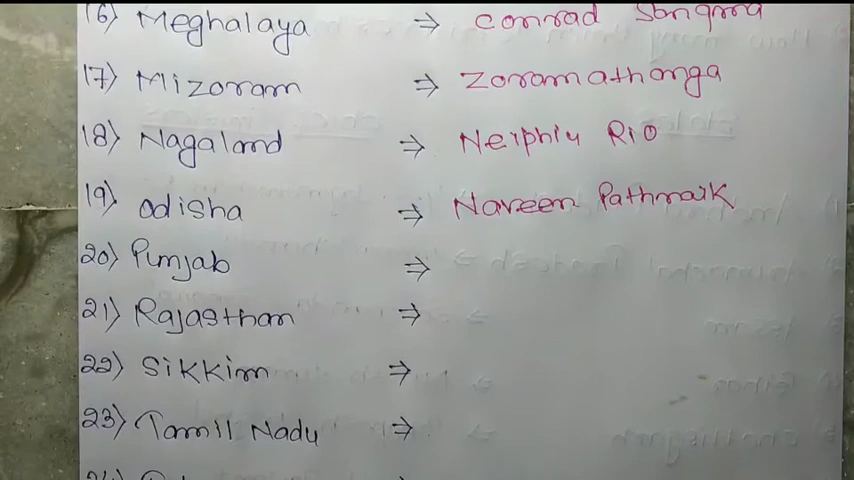 16) Meghalaya ⇒ Conrad Sangma
17) Mizoram ⇒ Zoramathanga
18) Nagaland ⇒ Neiphiu Rio
19) Odisha ⇒ Naveen Pathnaik
20) Punjab ⇒
21) Rajasthan ⇒
22) Sikkim ⇒
23) Tamil Nadu ⇒